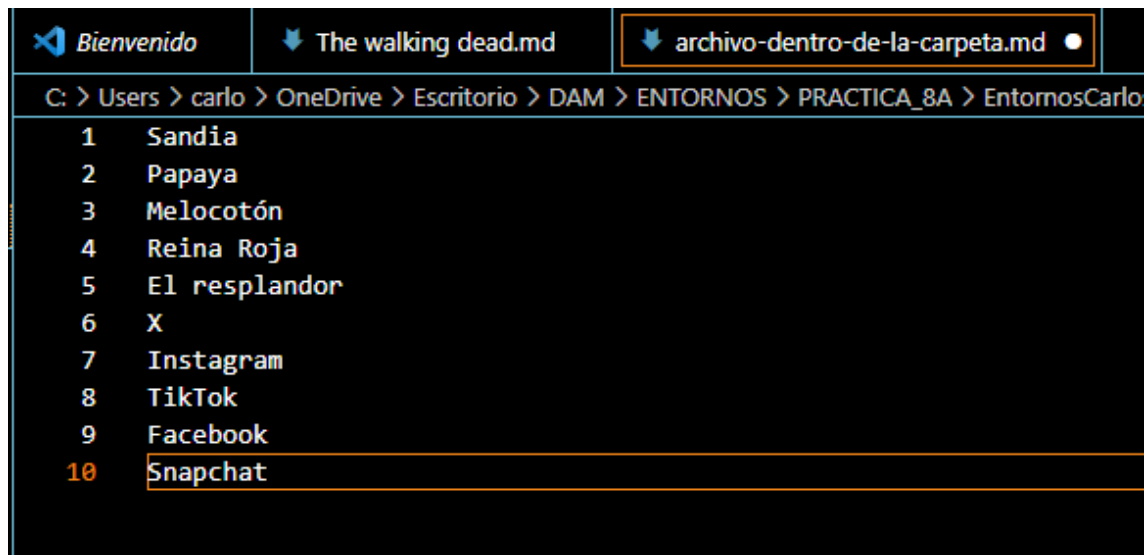 Bienvenido
The walking dead.md
archivo-dentro-de-la-carpeta.md
C: > Users > carlo > OneDrive > Escritorio > DAM > ENTORNOS > PRACTICA_8A > EntornosCarlos
1 Sandia
2 Papaya
3 Melocotón
4 Reina Roja
5 El resplandor
6 X
7 Instagram
8 TikTok
9 Facebook
10 Snapchat